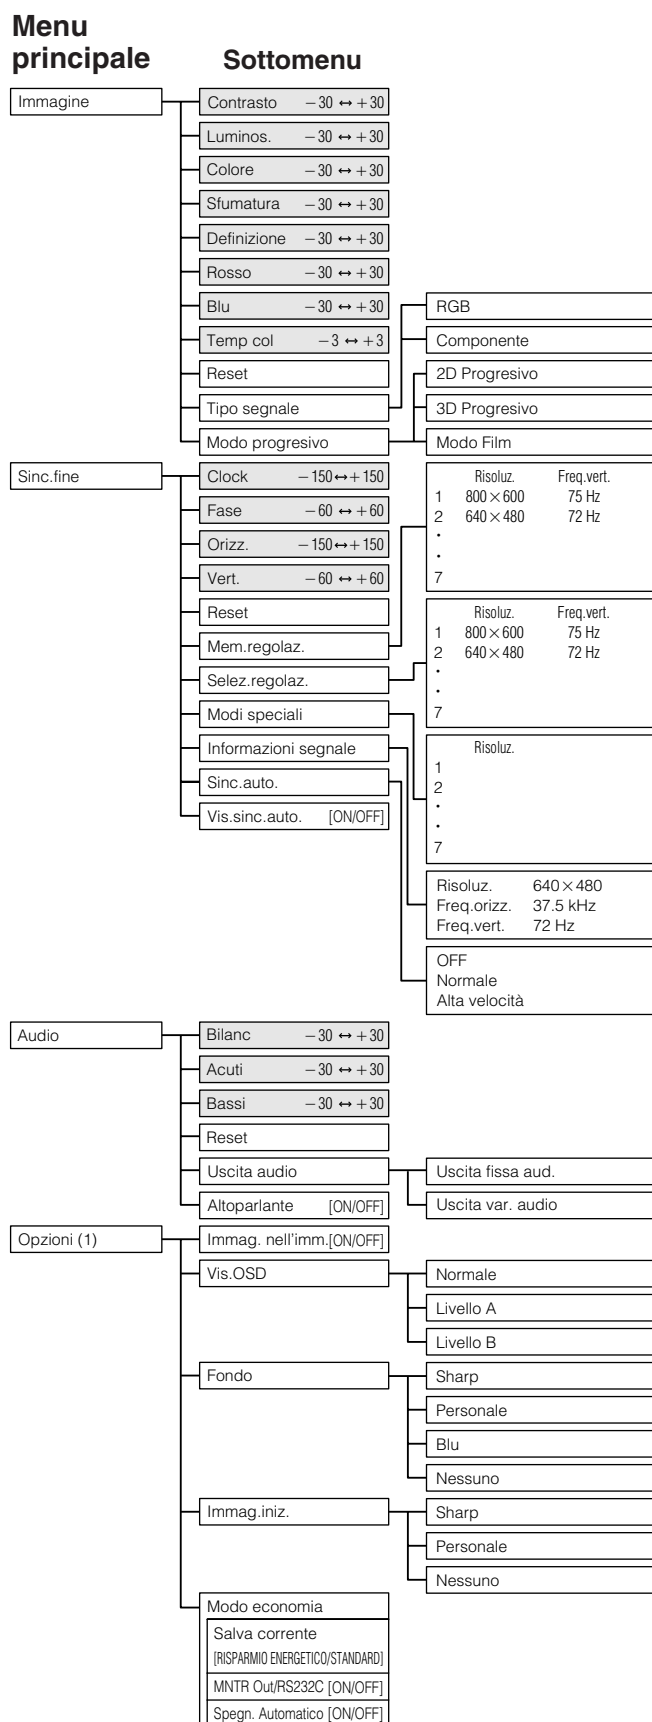 Menu
principale
Sottomenu
Immagine
Contrasto −30 ↔ +30
Luminos. −30 ↔ +30
Colore −30 ↔ +30
Sfumatura −30 ↔ +30
Definizione −30 ↔ +30
Rosso −30 ↔ +30
Blu −30 ↔ +30
Temp col −3 ↔ +3
Reset
Tipo segnale
Modo progresivo
RGB
Componente
2D Progresivo
3D Progresivo
Modo Film
Sinc.fine
Clock −150 ↔ +150
Fase −60 ↔ +60
Orizz. −150 ↔ +150
Vert. −60 ↔ +60
Reset
Mem.regolaz.
Selez.regolaz.
Modi speciali
Informazioni segnale
Sinc.auto.
Vis.sinc.auto. [ON/OFF]
Risoluz. Freq.vert.
1 800×600 75 Hz
2 640×480 72 Hz
•
•
7
Risoluz. Freq.vert.
1 800×600 75 Hz
2 640×480 72 Hz
•
•
7
Risoluz.
1
2
•
•
7
Risoluz. 640×480
Freq.orizz. 37.5 kHz
Freq.vert. 72 Hz
OFF
Normale
Alta velocità
Audio
Bilanc −30 ↔ +30
Acuti −30 ↔ +30
Bassi −30 ↔ +30
Reset
Uscita audio
Altoparlante [ON/OFF]
Uscita fissa aud.
Uscita var. audio
Opzioni (1)
Immag. nell'imm.[ON/OFF]
Vis.OSD
Normale
Livello A
Livello B
Fondo
Sharp
Personale
Blu
Nessuno
Immag.iniz.
Sharp
Personale
Nessuno
Modo economia
Salva corrente
[RISPARMIO ENERGETICO/STANDARD]
MNTR Out/RS232C [ON/OFF]
Spegn. Automatico [ON/OFF]